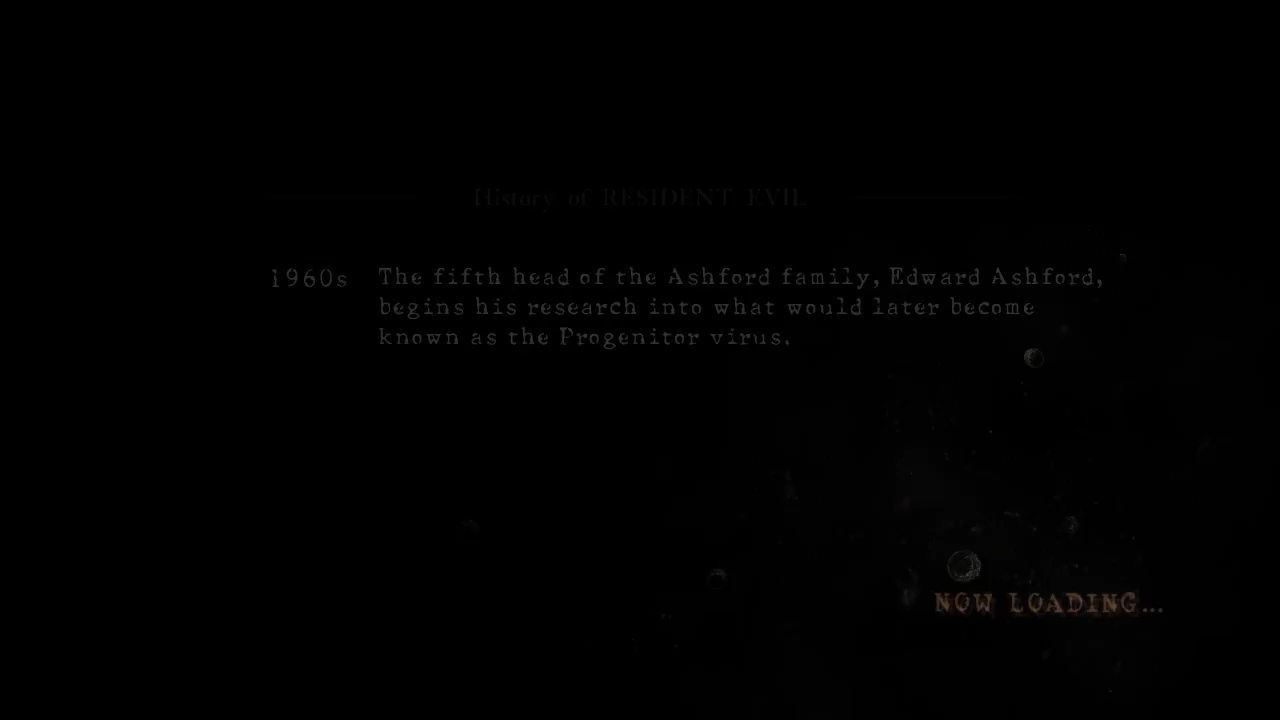 History of RESIDENT EVIL
1960s The fifth head of the Ashford family, Edward Ashford,
begins his research into what would later become
known as the Progenitor virus.
NOW LOADING...